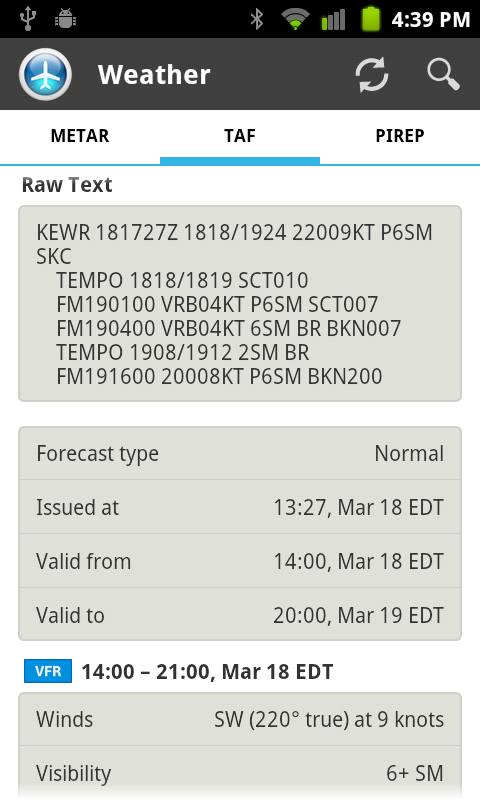 4:39 PM
Weather
METAR TAF PIREP
Raw Text
KEWR 181727Z 1818/1924 22009KT P6SM
SKC
TEMPO 1818/1819 SCT010
FM190100 VRB04KT P6SM SCT007
FM190400 VRB04KT 6SM BR BKN007
TEMPO 1908/1912 2SM BR
FM191600 20008KT P6SM BKN200
Forecast type Normal
Issued at 13:27, Mar 18 EDT
Valid from 14:00, Mar 18 EDT
Valid to 20:00, Mar 19 EDT
VFR 14:00 – 21:00, Mar 18 EDT
Winds SW (220° true) at 9 knots
Visibility 6+ SM